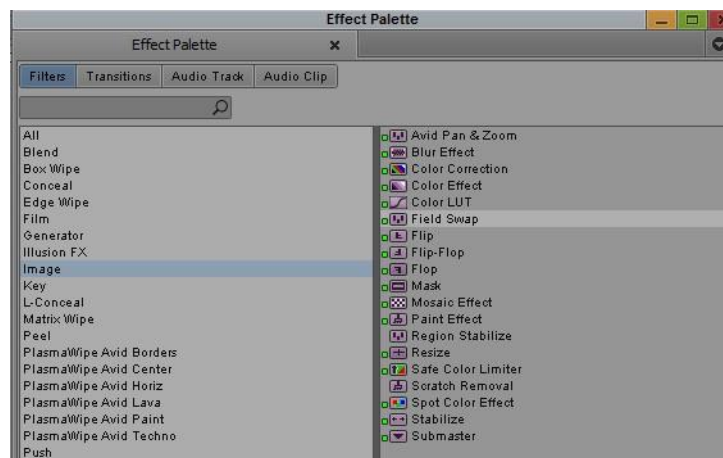 Effect Palette
Effect Palette
Filters Transitions Audio Track Audio Clip
All
Blend
Box Wipe
Conceal
Edge Wipe
Film
Generator
Illusion FX
Image
Key
L-Conceal
Matrix Wipe
Peel
PlasmaWipe Avid Borders
PlasmaWipe Avid Center
PlasmaWipe Avid Horiz
PlasmaWipe Avid Lava
PlasmaWipe Avid Paint
PlasmaWipe Avid Techno
Push
Avid Pan & Zoom
Blur Effect
Color Correction
Color Effect
Color LUT
Field Swap
Flip
Flip-Flop
Flop
Mask
Mosaic Effect
Paint Effect
Region Stabilize
Resize
Safe Color Limiter
Scratch Removal
Spot Color Effect
Stabilize
Submaster